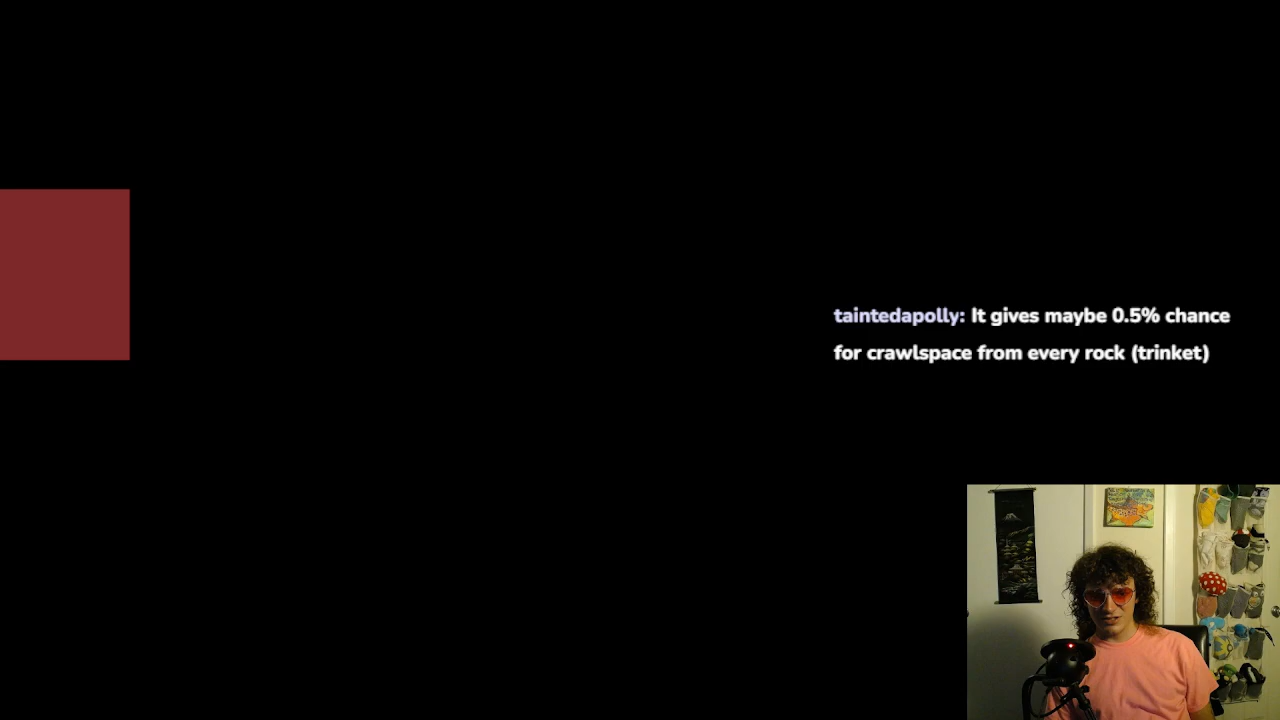 taintedapolly: It gives maybe 0.5% chance
for crawlspace from every rock (trinket)